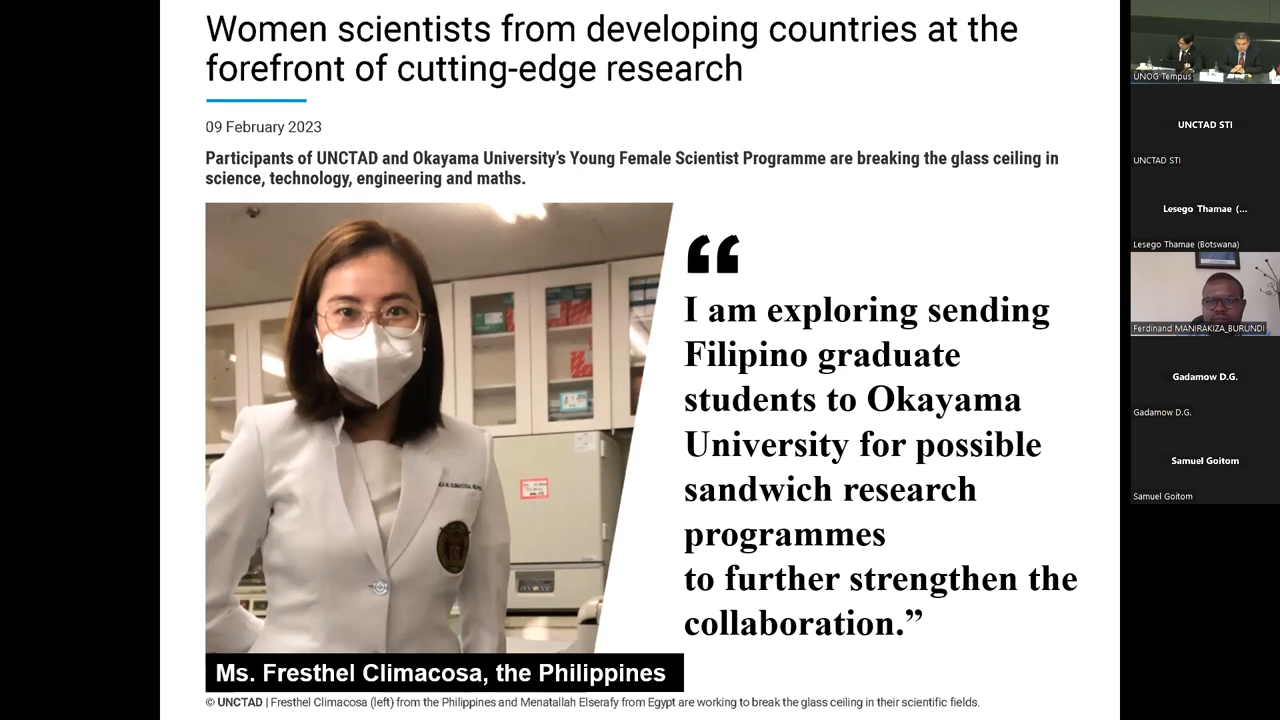 Women scientists from developing countries at the
forefront of cutting-edge research
09 February 2023
Participants of UNCTAD and Okayama University's Young Female Scientist Programme are breaking the glass ceiling in
science, technology, engineering and maths.
“
I am exploring sending
Filipino graduate
students to Okayama
University for possible
sandwich research
programmes
to further strengthen the
collaboration.”
Ms. Fresthel Climacosa, the Philippines
© UNCTAD | Fresthel Climacosa (left) from the Philippines and Menatallah Elserafy from Egypt are working to break the glass ceiling in their scientific fields.
UNOG Tempus
UNCTAD STI
UNCTAD STI
Lesego Thamae (...
Lesego Thamae (Botswana)
Ferdinand MANIRAKIZA_BURUNDI
Gadamow D.G.
Gadamow D.G.
Samuel Goitom
Samuel Goitom